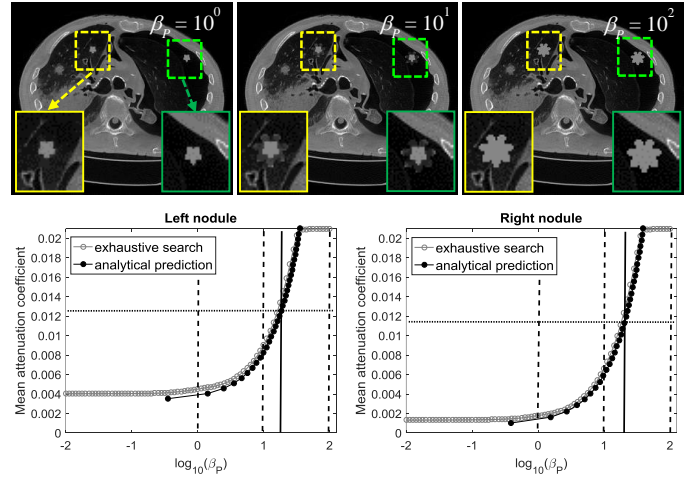 β_P = 10^0
β_P = 10^1
β_P = 10^2
Left nodule
Mean attenuation coefficient
0.02
0.018
0.016
0.014
0.012
0.01
0.008
0.006
0.004
0.002
0
exhaustive search
analytical prediction
-2 -1 0 1 2
log_10(β_P)
Right nodule
Mean attenuation coefficient
0.02
0.018
0.016
0.014
0.012
0.01
0.008
0.006
0.004
0.002
0
exhaustive search
analytical prediction
-2 -1 0 1 2
log_10(β_P)